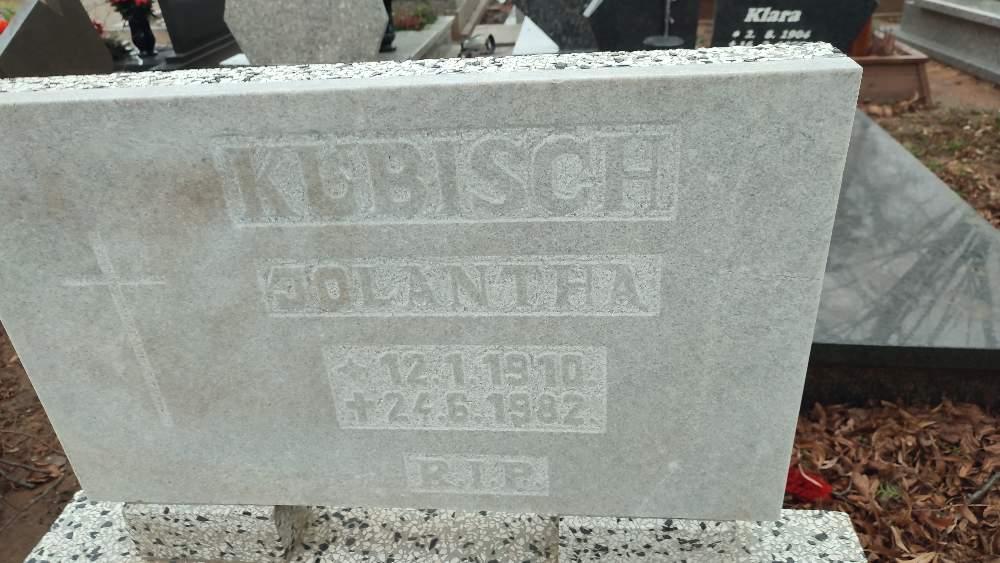 Klara
* 2. 8. 1904
KUBISCH
JOLANTHA
* 12.1.1910.
✝ 24.6.1982
R.I.P.